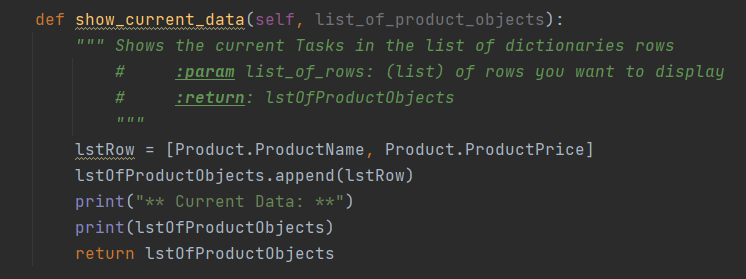 def show_current_data(self, list_of_product_objects):
""" Shows the current Tasks in the list of dictionaries rows
# :param list_of_rows: (list) of rows you want to display
# :return: lstOfProductObjects
"""
lstRow = [Product.ProductName, Product.ProductPrice]
lstOfProductObjects.append(lstRow)
print("** Current Data: **")
print(lstOfProductObjects)
return lstOfProductObjects